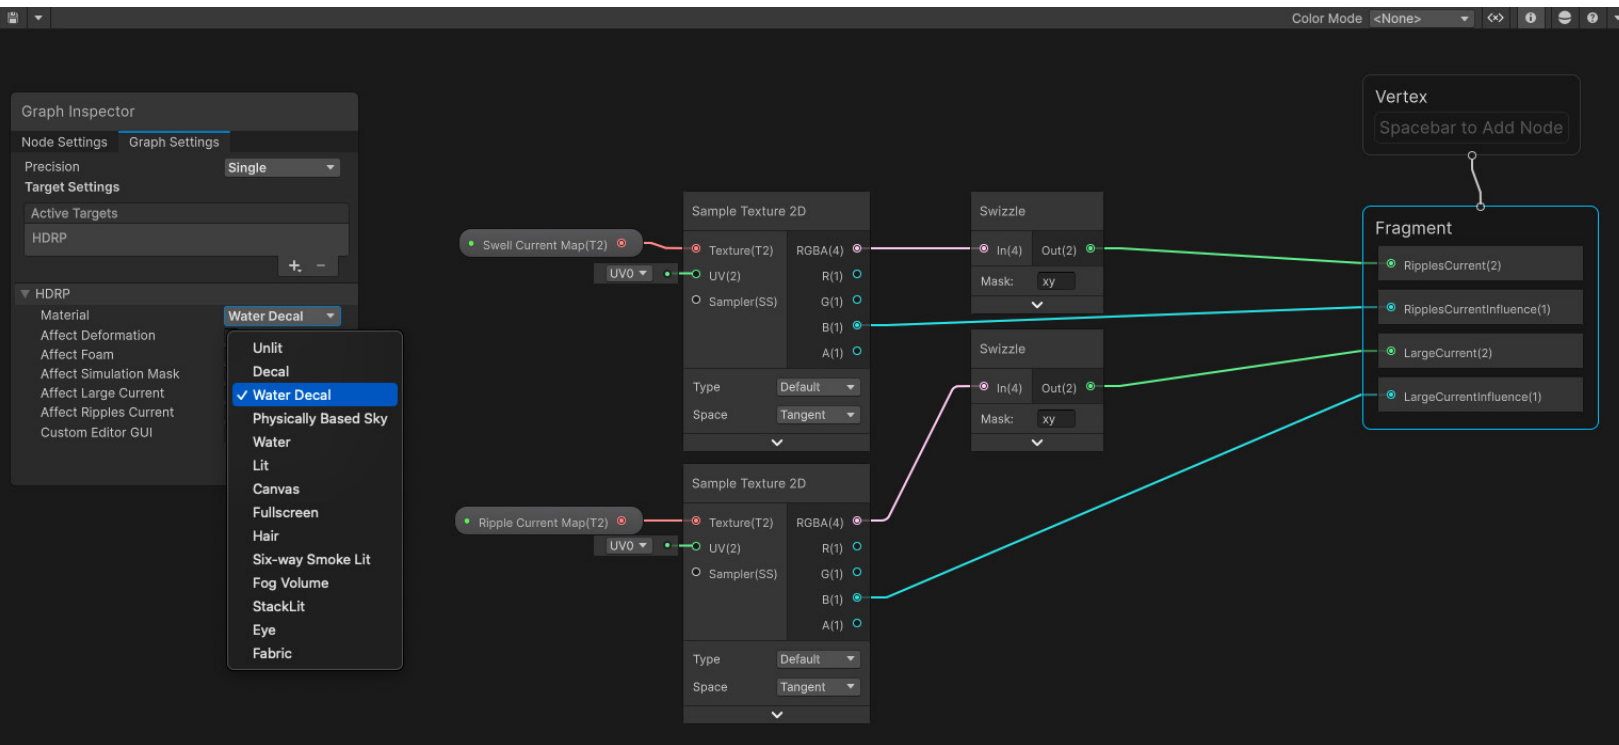 Color Mode <None>
Graph Inspector
Node Settings Graph Settings
Precision Single
Target Settings
Active Targets
HDRP
+ -
HDRP
Material Water Decal
Affect Deformation
Affect Foam
Affect Simulation Mask
Affect Large Current
Affect Ripples Current
Custom Editor GUI
Unlit
Decal
✓ Water Decal
Physically Based Sky
Water
Lit
Canvas
Fullscreen
Hair
Six-way Smoke Lit
Fog Volume
StackLit
Eye
Fabric
Swell Current Map(T2)
UV0
Sample Texture 2D
Texture(T2) RGBA(4)
UV(2) R(1)
Sampler(SS) G(1)
B(1)
A(1)
Type Default
Space Tangent
Ripple Current Map(T2)
UV0
Sample Texture 2D
Texture(T2) RGBA(4)
UV(2) R(1)
Sampler(SS) G(1)
B(1)
A(1)
Type Default
Space Tangent
Swizzle
In(4) Out(2)
Mask: xy
Swizzle
In(4) Out(2)
Mask: xy
Vertex
Spacebar to Add Node
Fragment
RipplesCurrent(2)
RipplesCurrentInfluence(1)
LargeCurrent(2)
LargeCurrentInfluence(1)